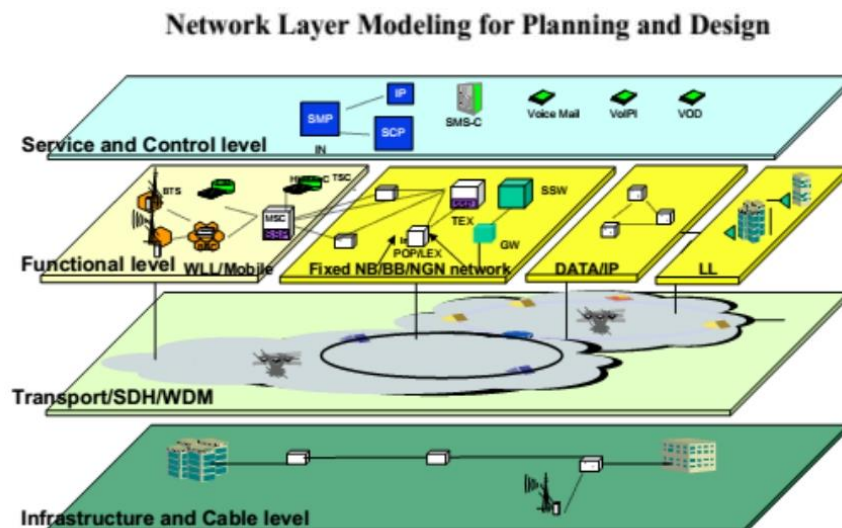 Network Layer Modeling for Planning and Design
IP
SMP
SCP
IN
SMS-C
Voice Mail
VoIPI
VOD
Service and Control level
BTS
TSC
MSC
SSP
TEX
SSW
GW
POP/LEX
Functional level
WLL/Mobile
Fixed NB/BB/NGN network
DATA/IP
LL
Transport/SDH/WDM
Infrastructure and Cable level